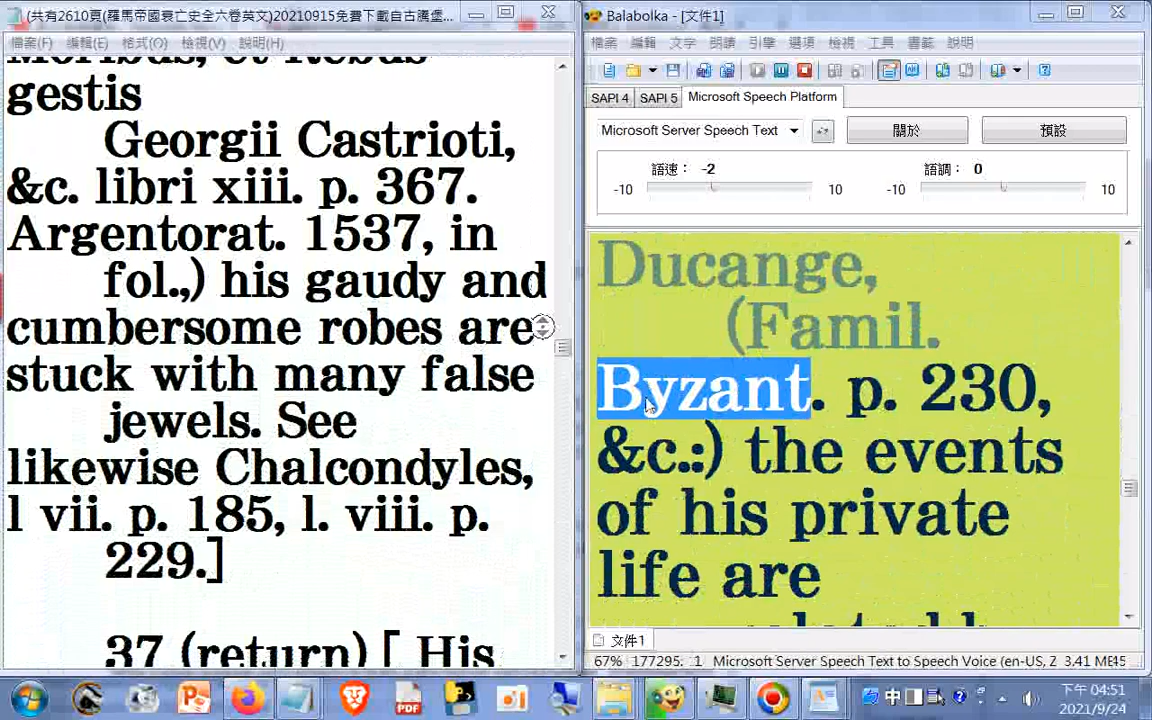 (共有2610頁(羅馬帝國衰亡史全六卷英文)20210915免費下載自古騰堡...
檔案(F) 編輯(E) 格式(O) 檢視(V) 說明(H)
Moribus, et Rebus
gestis
Georgii Castrioti,
&c. libri xiii. p. 367.
Argentorat. 1537, in
fol.,) his gaudy and
cumbersome robes are
stuck with many false
jewels. See
likewise Chalcondyles,
l vii. p. 185, l. viii. p.
229.]
37 (return) [ His
Balabolka - [文件1]
檔案 編輯 文字 朗讀 引擎 選項 檢視 工具 書籤 說明
SAPI 4 SAPI 5 Microsoft Speech Platform
Microsoft Server Speech Text 關於 預設
語速： -2 語調： 0
-10 10 -10 10
Ducange,
(Famil.
Byzant. p. 230,
&c.:) the events
of his private
life are
文件1
67% 177295: 1 Microsoft Server Speech Text to Speech Voice (en-US, Z 3,41 МБ
中
下午 04:51
2021/9/24